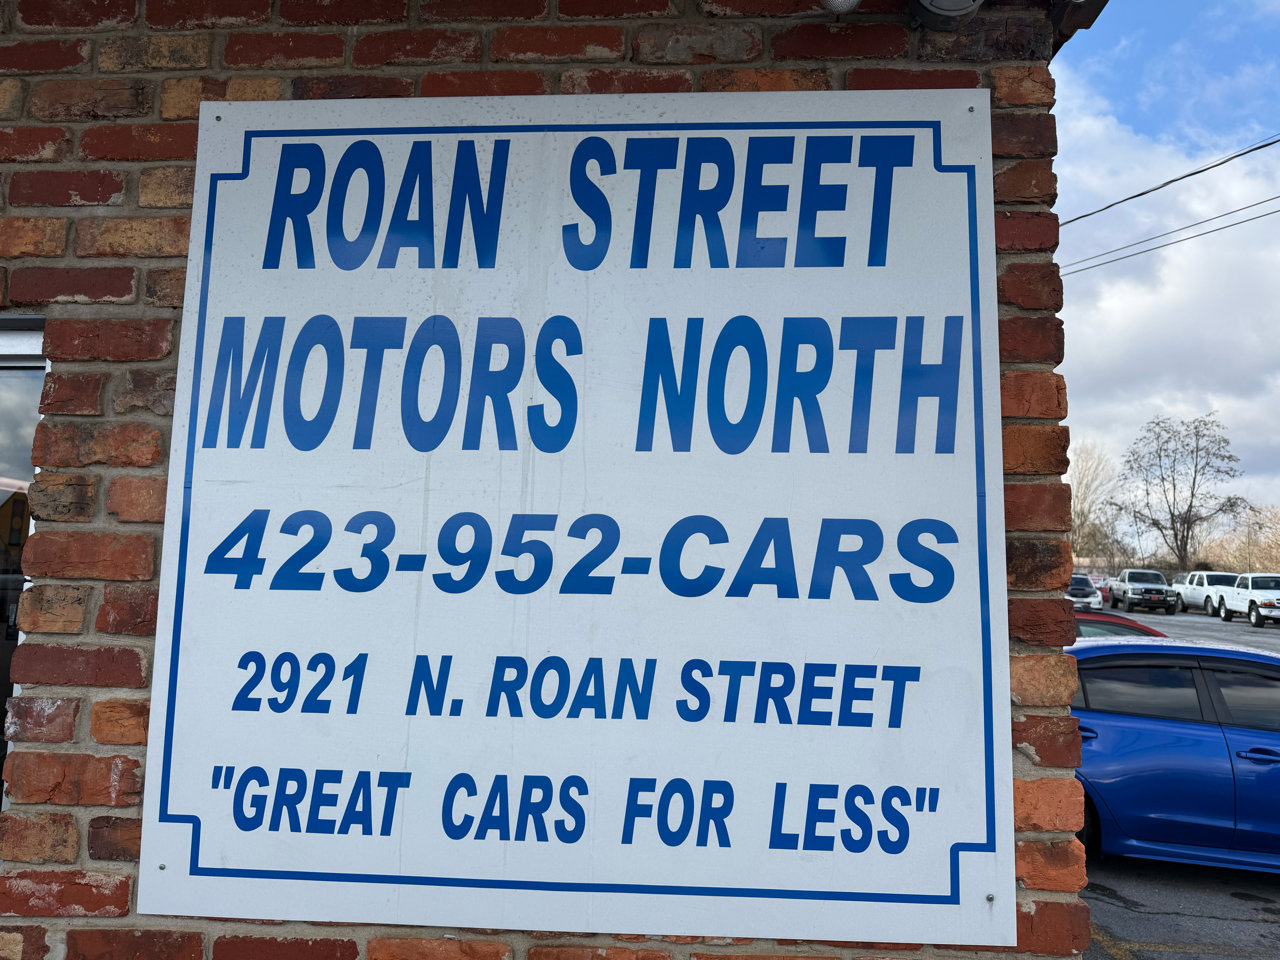 ROAN STREET
MOTORS NORTH
423-952-CARS
2921 N. ROAN STREET
"GREAT CARS FOR LESS"